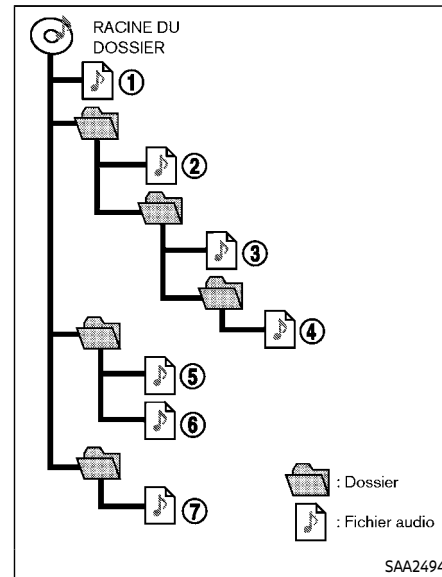 RACINE DU
DOSSIER
1
2
3
4
5
6
7
: Dossier
: Fichier audio
SAA2494